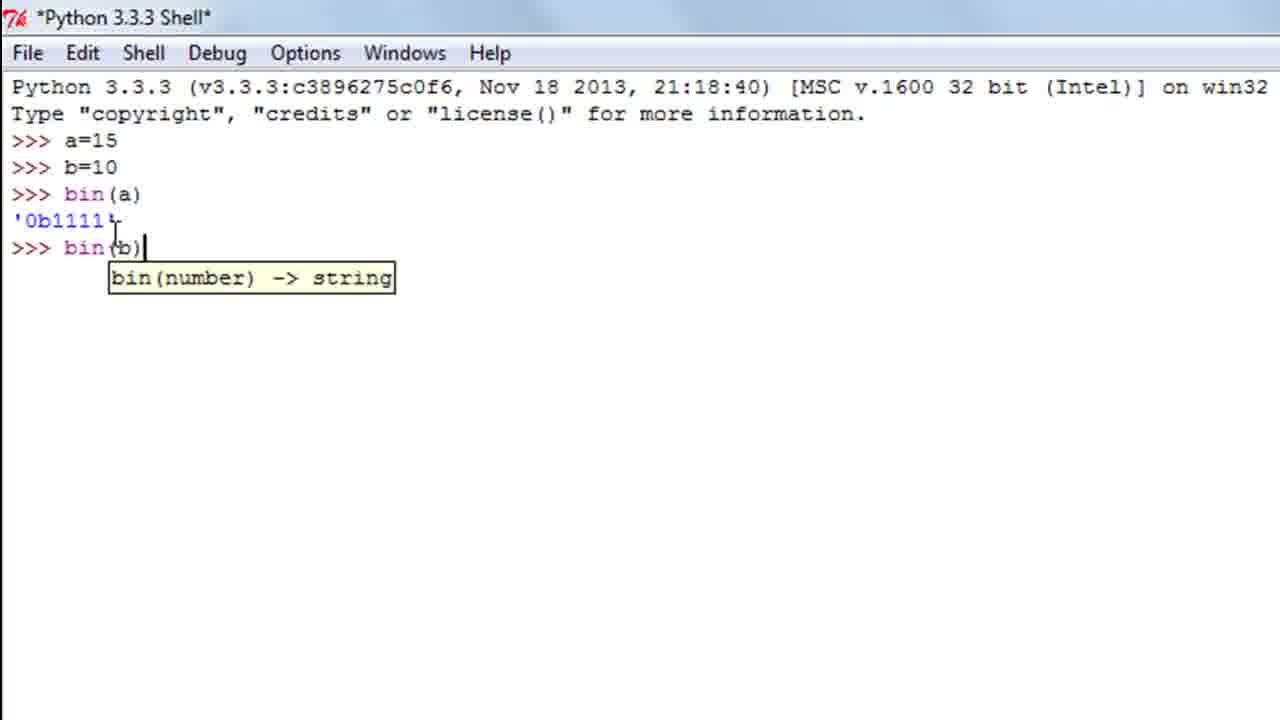 *Python 3.3.3 Shell*
File Edit Shell Debug Options Windows Help
Python 3.3.3 (v3.3.3:c3896275c0f6, Nov 18 2013, 21:18:40) [MSC v.1600 32 bit (Intel)] on win32
Type "copyright", "credits" or "license()" for more information.
>>> a=15
>>> b=10
>>> bin(a)
'0b1111'
>>> bin(b)
bin(number) -> string